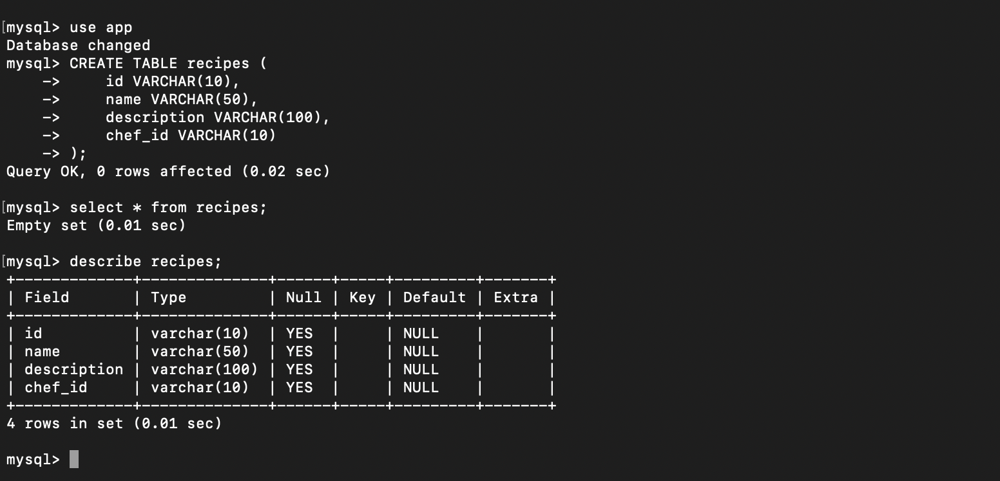 mysql> use app
Database changed
mysql> CREATE TABLE recipes (
    ->     id VARCHAR(10),
    ->     name VARCHAR(50),
    ->     description VARCHAR(100),
    ->     chef_id VARCHAR(10)
    -> );
Query OK, 0 rows affected (0.02 sec)

mysql> select * from recipes;
Empty set (0.01 sec)

mysql> describe recipes;
+-------------+--------------+------+-----+---------+-------+
| Field       | Type         | Null | Key | Default | Extra |
+-------------+--------------+------+-----+---------+-------+
| id          | varchar(10)  | YES  |     | NULL    |       |
| name        | varchar(50)  | YES  |     | NULL    |       |
| description | varchar(100) | YES  |     | NULL    |       |
| chef_id     | varchar(10)  | YES  |     | NULL    |       |
+-------------+--------------+------+-----+---------+-------+
4 rows in set (0.01 sec)

mysql>